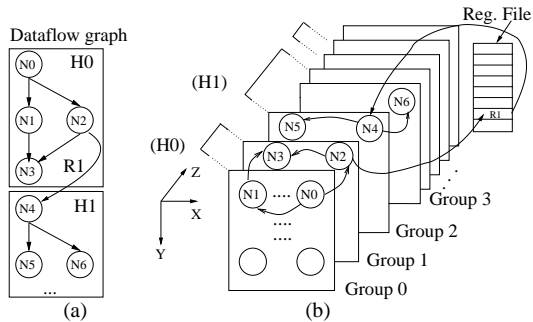 Dataflow graph
H0
N0
N1
N2
N3
R1
H1
N4
N5
N6
...
(a)
Reg. File
(H1)
N6
R1
N5
N4
(H0)
N3
N2
Z
X
Y
N1
....
N0
....
....
Group 3
Group 2
Group 1
Group 0
(b)